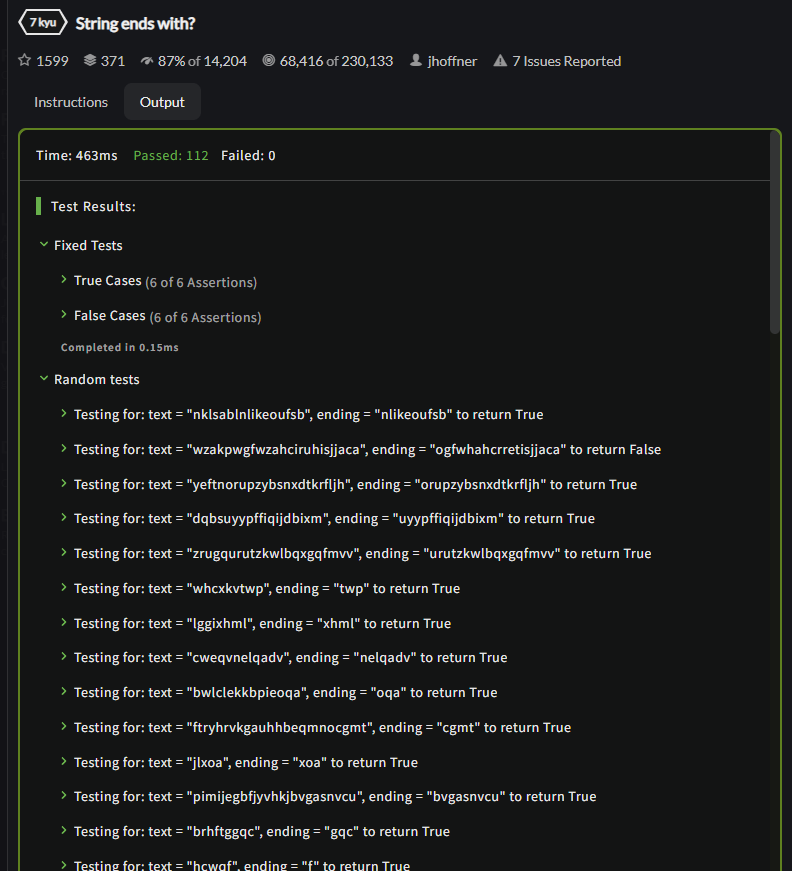 7 kyu String ends with?
1599 371 87% of 14,204 68,416 of 230,133 jhoffner 7 Issues Reported
Instructions Output
Time: 463ms Passed: 112 Failed: 0
Test Results:
Fixed Tests
True Cases (6 of 6 Assertions)
False Cases (6 of 6 Assertions)
Completed in 0.15ms
Random tests
Testing for: text = "nklsablnlikeoufsb", ending = "nlikeoufsb" to return True
Testing for: text = "wzakpwgfwzahciruhisjjaca", ending = "ogfwhahcrretisjjaca" to return False
Testing for: text = "yeftnorupzybsnxdtkrfljh", ending = "orupzybsnxdtkrfljh" to return True
Testing for: text = "dqbsuyypffiqijdbixm", ending = "uyypffiqijdbixm" to return True
Testing for: text = "zrugqurutzkwlbqxgqfmvv", ending = "urutzkwlbqxgqfmvv" to return True
Testing for: text = "whcxkvtwp", ending = "twp" to return True
Testing for: text = "lggixhml", ending = "xhml" to return True
Testing for: text = "cweqvnelqadv", ending = "nelqadv" to return True
Testing for: text = "bwlclekkbpieoqa", ending = "oqa" to return True
Testing for: text = "ftryhrvkgauhhbeqmnocgmt", ending = "cgmt" to return True
Testing for: text = "jlxoa", ending = "xoa" to return True
Testing for: text = "pimijegbfjyvhkjbvgasnvcu", ending = "bvgasnvcu" to return True
Testing for: text = "brhftggqc", ending = "gqc" to return True
Testing for: text = "hcwqf", ending = "f" to return True